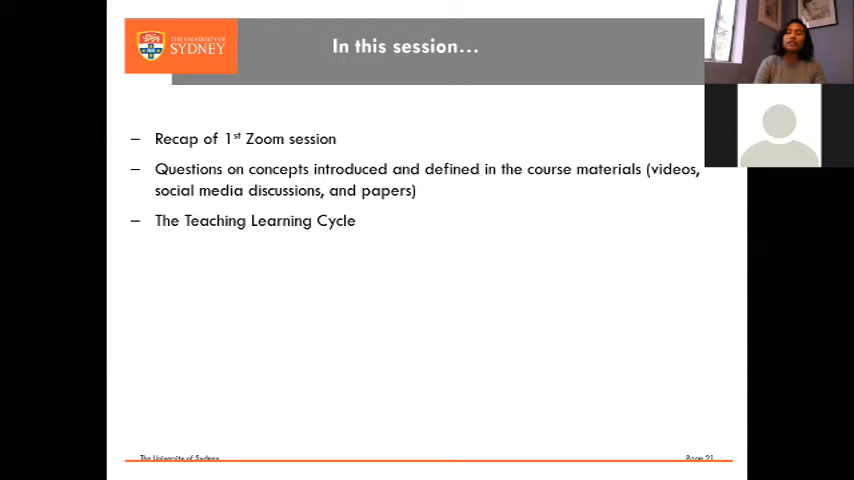 THE UNIVERSITY OF
SYDNEY
In this session...
– Recap of 1st Zoom session
– Questions on concepts introduced and defined in the course materials (videos,
social media discussions, and papers)
– The Teaching Learning Cycle
The University of Sydney
Page 21